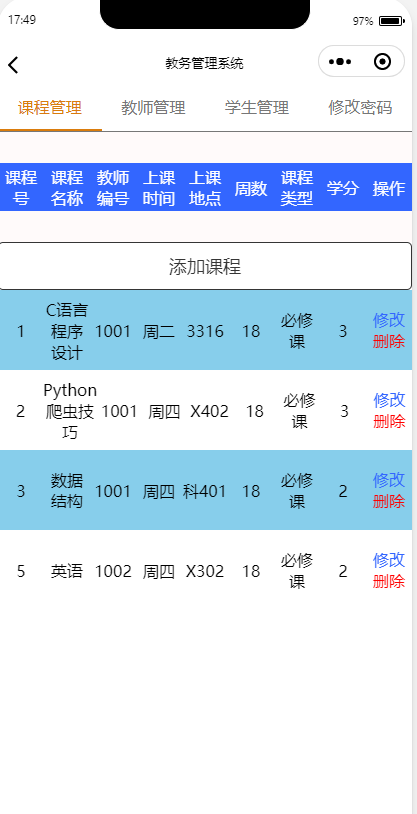 17:49
97%
教务管理系统
课程管理 教师管理 学生管理 修改密码
课程 课程 教师 上课 上课 周数 课程 学分 操作
号 名称 编号 时间 地点 类型
添加课程
C语言
1 程序 1001 周二 3316 18 必修 3 修改
设计 课 删除
Python
2 爬虫技 1001 周四 X402 18 必修 3 修改
巧 课 删除
3 数据 1001 周四 科401 18 必修 2 修改
结构 课 删除
5 英语 1002 周四 X302 18 必修 2 修改
课 删除